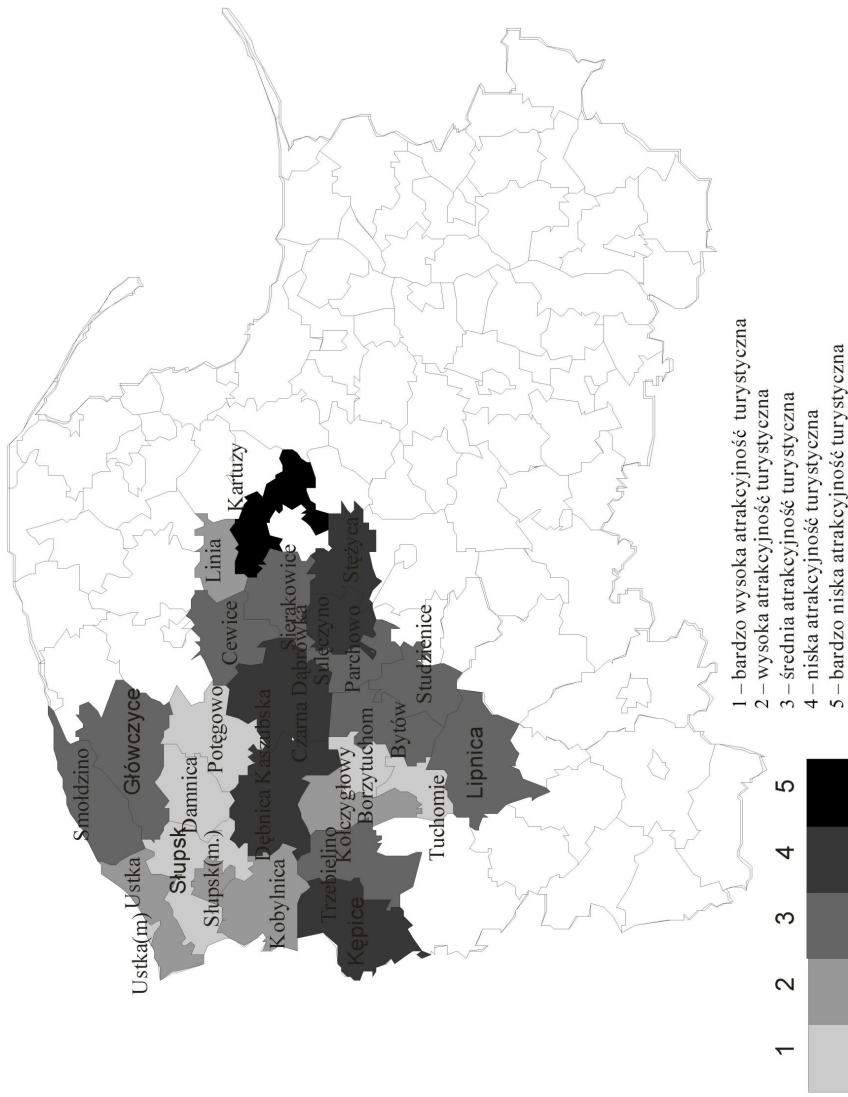 Smołdzino
Główczyce
Ustka
Ustka(m)
Słupsk
Damnica
Potęgowo
Słupsk(m.)
Cewice
Linia
Kartuzy
Kobylnica
Dębnica Kaszubska
Czarna Dąbrówka
Sierakowice
Sulęczyno
Stężyca
Parchowo
Trzebielino
Kołczygłowy
Borzytuchom
Kępice
Bytów
Studzienice
Tuchomie
Lipnica
1 – bardzo wysoka atrakcyjność turystyczna
2 – wysoka atrakcyjność turystyczna
3 – średnia atrakcyjność turystyczna
4 – niska atrakcyjność turystyczna
5 – bardzo niska atrakcyjność turystyczna
1 2 3 4 5